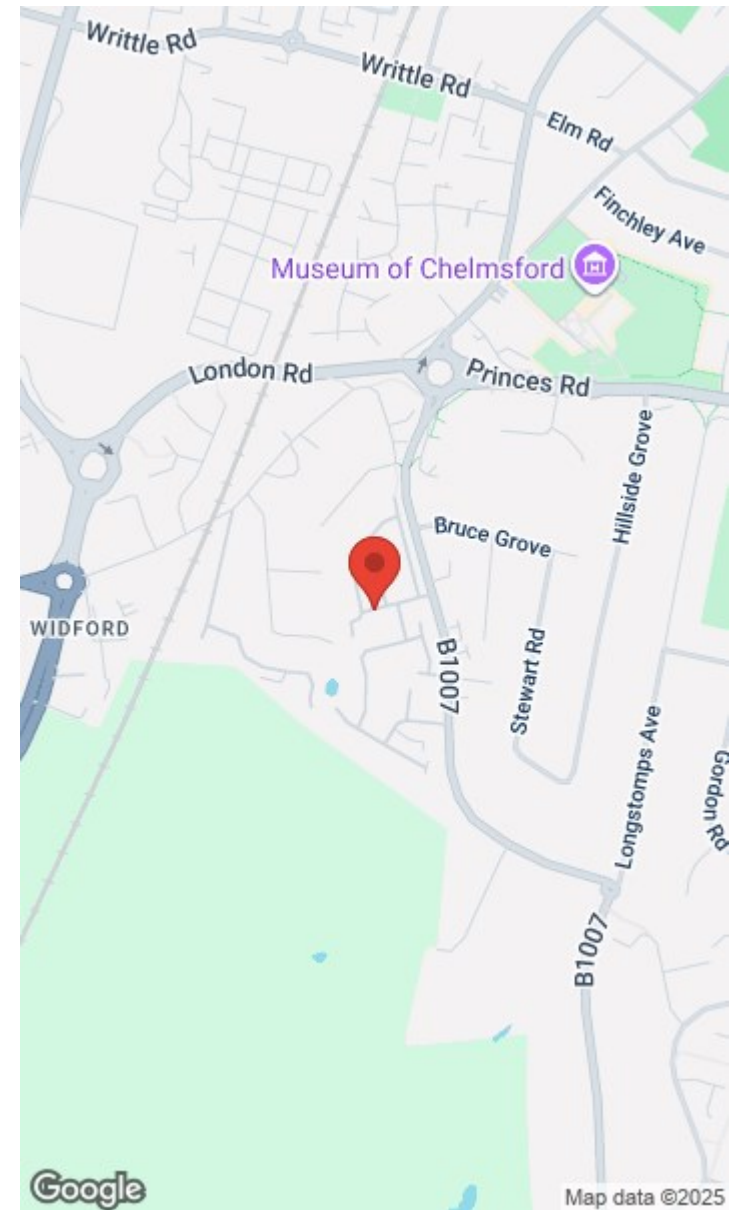 Writtle Rd
Writtle Rd
Elm Rd
Finchley Ave
Museum of Chelmsford
London Rd
Princes Rd
Hillside Grove
Bruce Grove
WIDFORD
B1007
Stewart Rd
Longstomps Ave
Gordon Rd
B1007
Google
Map data ©2025